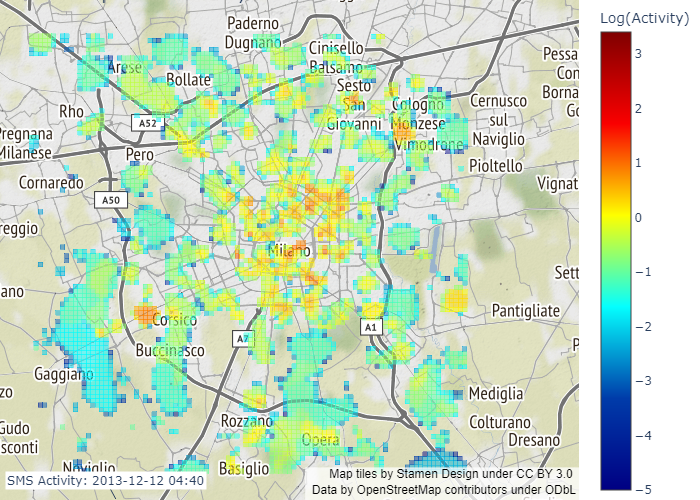 Log(Activity)
3
2
1
0
−1
−2
−3
−4
−5
Paderno
Dugnano
Cinisello
Balsamo
Sesto
San
Giovanni
Cologno
Monzese
Vimodrone
Cernusco
sul
Naviglio
Pioltello
Pessa
Con
Borna
Arese
Bollate
Rho
A52
Pregnana
Milanese
Pero
Cornaredo
A50
reggio
Vignat
Milano
Sett
ano
Corsico
Pantigliate
A7
A1
Buccinasco
Gaggiano
Mediglia
Rozzano
Colturano
Dresano
Opera
Gudo
sconti
Noviglio
Basiglio
SMS Activity: 2013-12-12 04:40
Map tiles by Stamen Design under CC BY 3.0
Data by OpenStreetMap contributors under ODbL